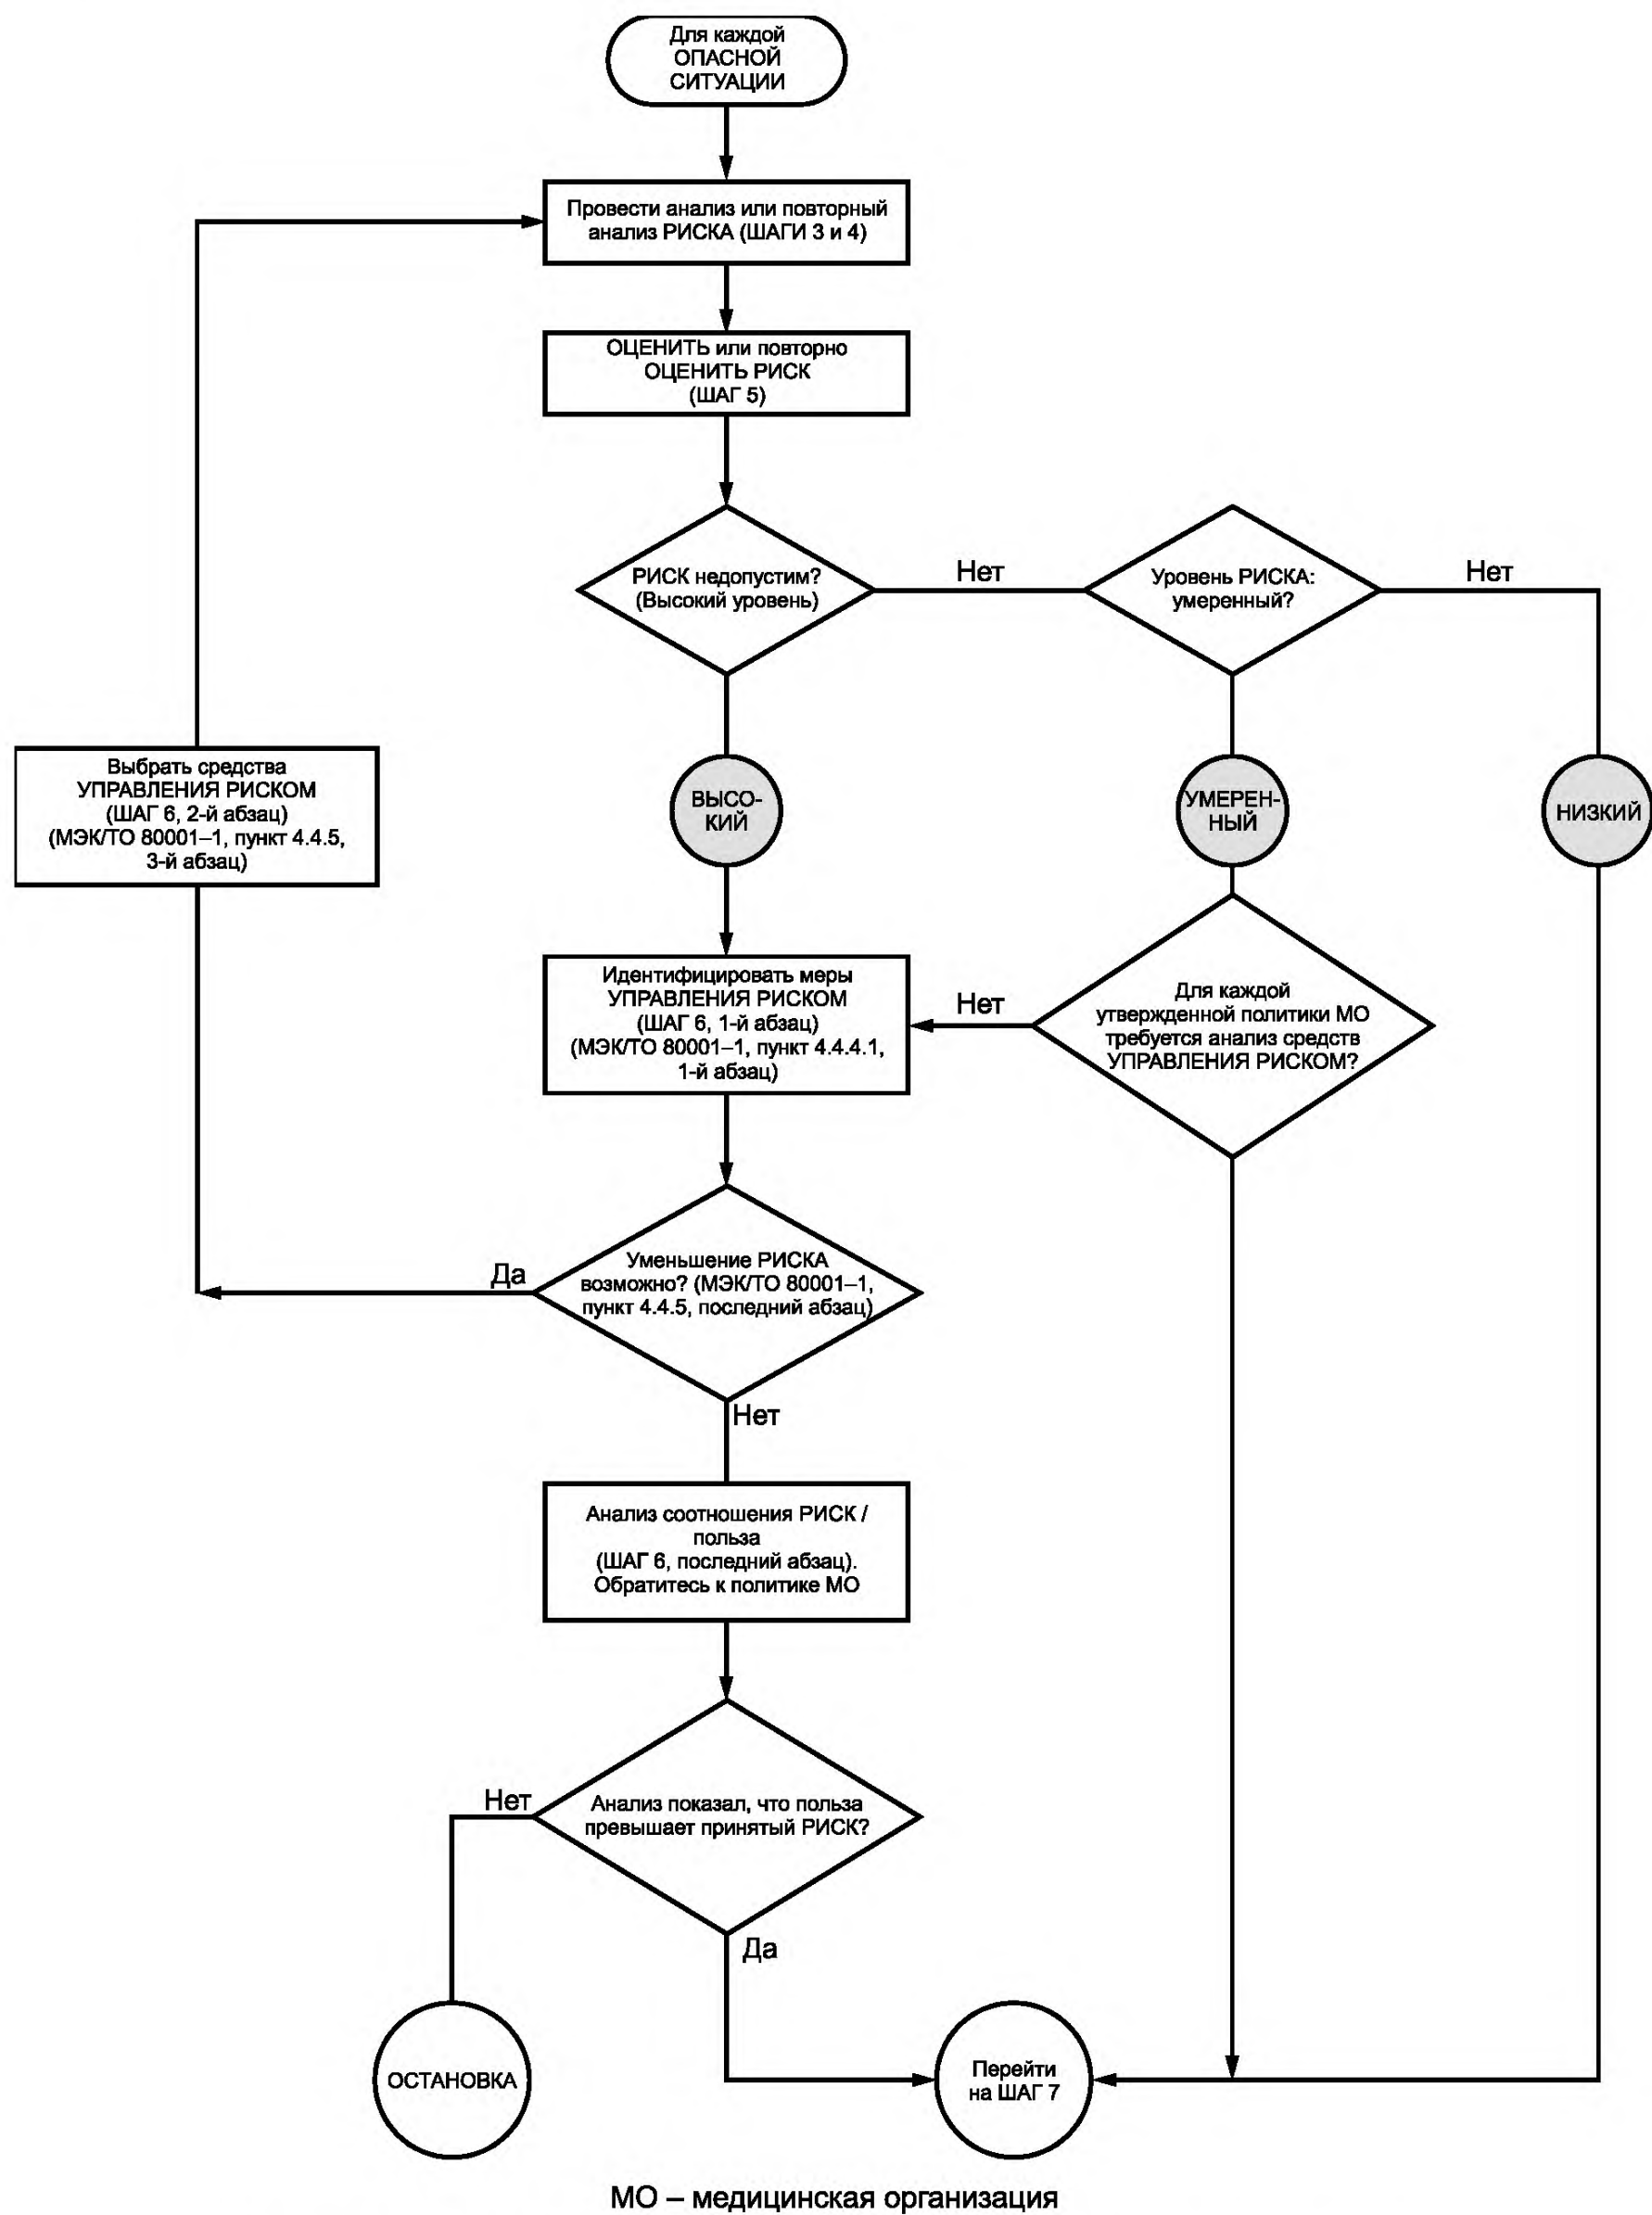 Для каждой
ОПАСНОЙ
СИТУАЦИИ
Провести анализ или повторный
анализ РИСКА (ШАГИ 3 и 4)
ОЦЕНИТЬ или повторно
ОЦЕНИТЬ РИСК
(ШАГ 5)
РИСК недопустим?
(Высокий уровень)
Нет
Уровень РИСКА:
умеренный?
Нет
Выбрать средства
УПРАВЛЕНИЯ РИСКОМ
(ШАГ 6, 2-й абзац)
(МЭК/ТО 80001–1, пункт 4.4.5,
3-й абзац)
ВЫСО-
КИЙ
УМЕРЕН-
НЫЙ
НИЗКИЙ
Идентифицировать меры
УПРАВЛЕНИЯ РИСКОМ
(ШАГ 6, 1-й абзац)
(МЭК/ТО 80001–1, пункт 4.4.4.1,
1-й абзац)
Нет
Для каждой
утвержденной политики МО
требуется анализ средств
УПРАВЛЕНИЯ РИСКОМ?
Да
Уменьшение РИСКА
возможно? (МЭК/ТО 80001–1,
пункт 4.4.5, последний абзац)
Нет
Анализ соотношения РИСК /
польза
(ШАГ 6, последний абзац).
Обратитесь к политике МО
Нет
Анализ показал, что польза
превышает принятый РИСК?
Да
ОСТАНОВКА
Перейти
на ШАГ 7
МО – медицинская организация